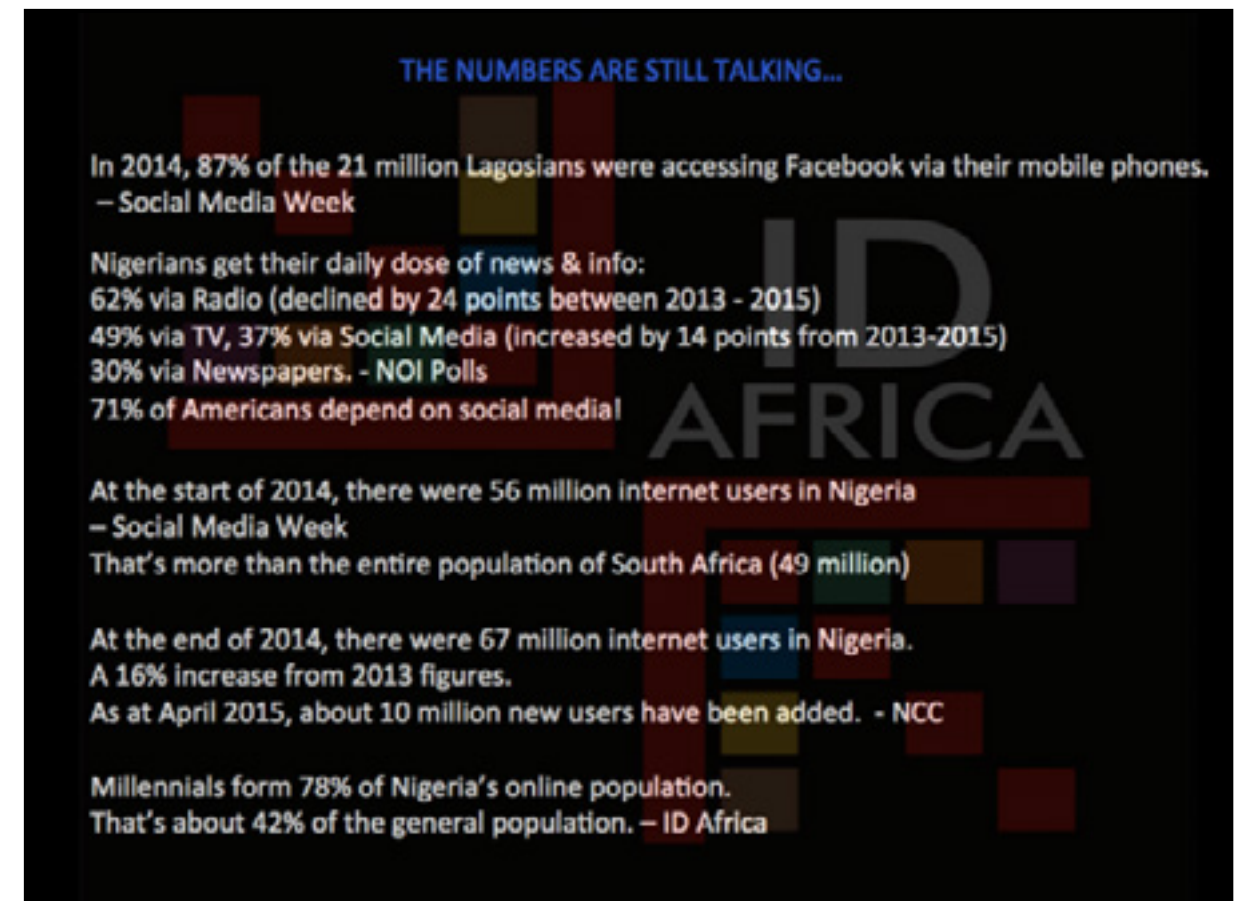 THE NUMBERS ARE STILL TALKING...
In 2014, 87% of the 21 million Lagosians were accessing Facebook via their mobile phones.
– Social Media Week
Nigerians get their daily dose of news & info:
62% via Radio (declined by 24 points between 2013 - 2015)
49% via TV, 37% via Social Media (increased by 14 points from 2013-2015)
30% via Newspapers. - NOI Polls
71% of Americans depend on social medial
ID
AFRICA
At the start of 2014, there were 56 million internet users in Nigeria
– Social Media Week
That's more than the entire population of South Africa (49 million)
At the end of 2014, there were 67 million internet users in Nigeria.
A 16% increase from 2013 figures.
As at April 2015, about 10 million new users have been added.  - NCC
Millennials form 78% of Nigeria's online population.
That's about 42% of the general population. – ID Africa